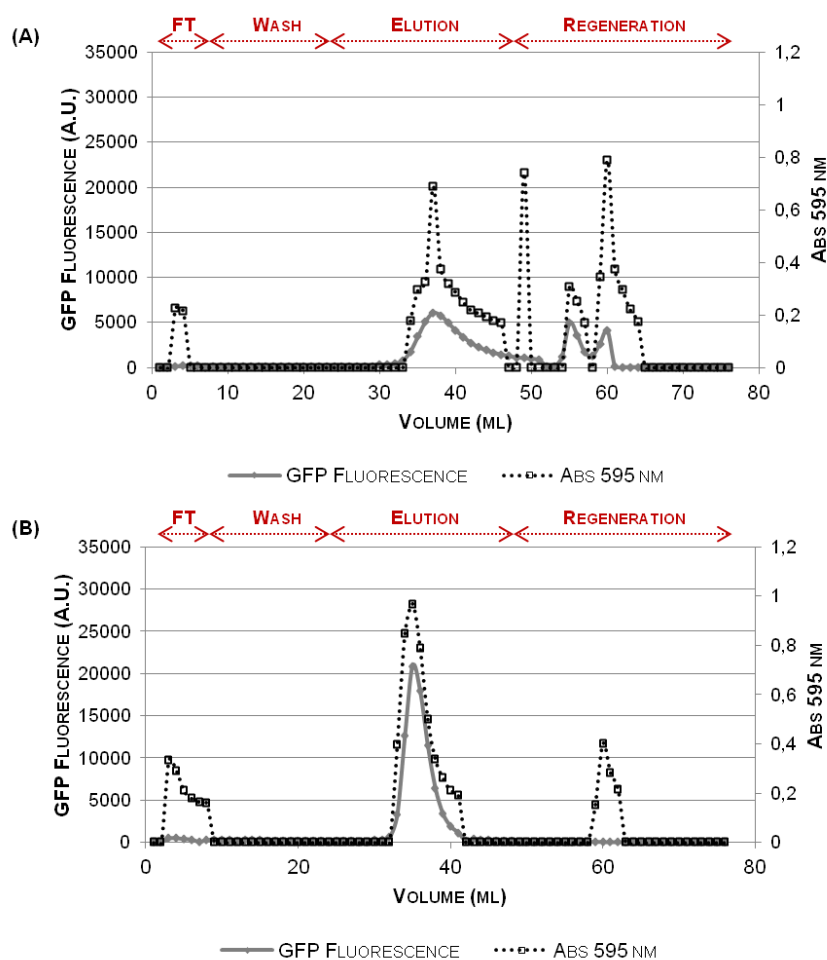 FT WASH ELUTION REGENERATION
(A)
35000
30000
25000
20000
15000
10000
5000
0
GFP FLUORESCENCE (A.U.)
1,2
1
0,8
0,6
0,4
0,2
0
ABS 595 NM
0 10 20 30 40 50 60 70 80
VOLUME (ML)
GFP FLUORESCENCE ABS 595 NM
FT WASH ELUTION REGENERATION
(B)
35000
30000
25000
20000
15000
10000
5000
0
GFP FLUORESCENCE (A.U.)
1,2
1
0,8
0,6
0,4
0,2
0
ABS 595 NM
0 20 40 60 80
VOLUME (ML)
GFP FLUORESCENCE ABS 595 NM